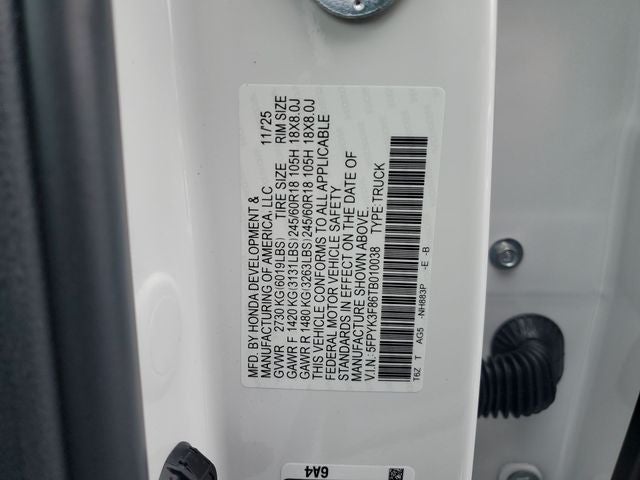 MFD. BY HONDA DEVELOPMENT &
MANUFACTURING OF AMERICA, LLC 11/25
GVWR 2730 KG(6019LBS) TIRE SIZE RIM SIZE
GAWR F 1420 KG(3131LBS) 245/60R18 105H 18X8.0J
GAWR R 1480 KG(3263LBS) 245/60R18 105H 18X8.0J
THIS VEHICLE CONFORMS TO ALL APPLICABLE
FEDERAL MOTOR VEHICLE SAFETY
STANDARDS IN EFFECT ON THE DATE OF
MANUFACTURE SHOWN ABOVE.
V.I.N.: 5FPYK3F86TB010038 TYPE:TRUCK
T6Z T AG5 -NH883P -E -B
6A4